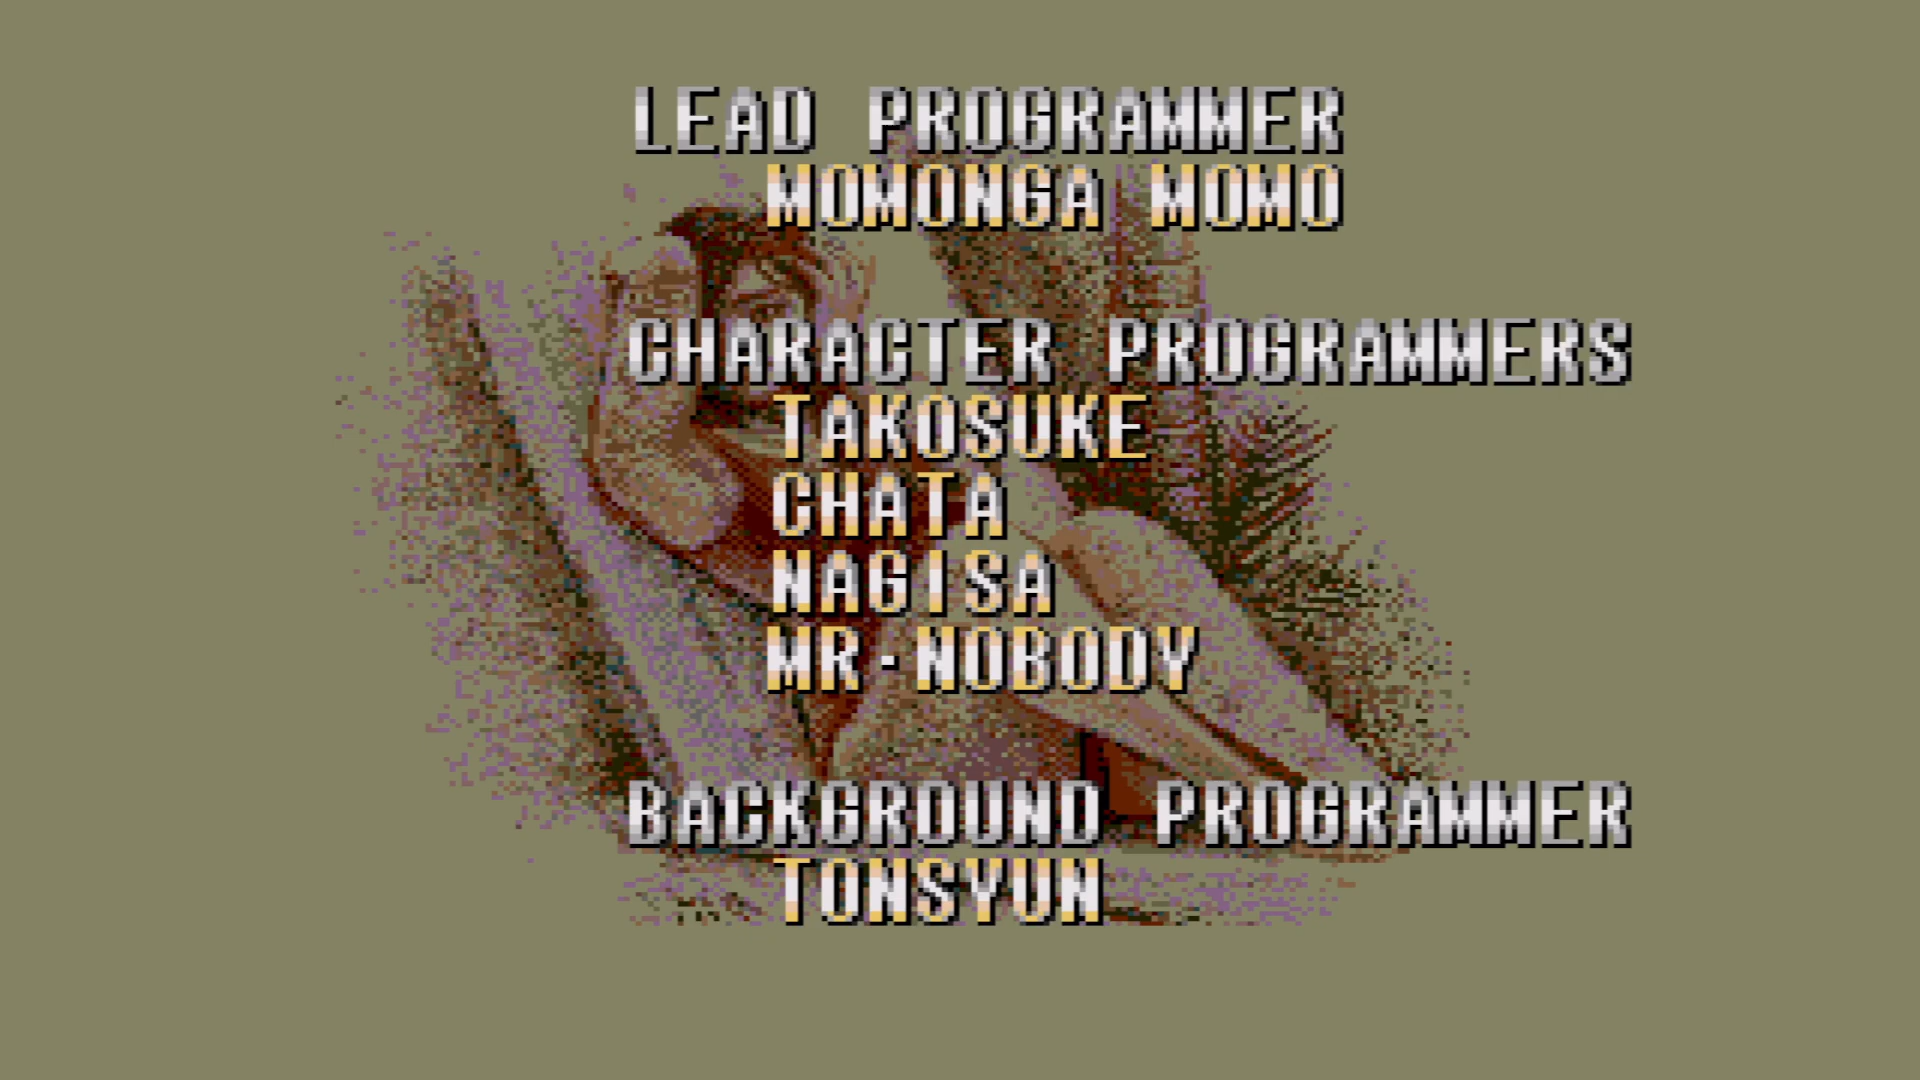 LEAD PROGRAMMER
MOMONGA MOMO
CHARACTER PROGRAMMERS
TAKOSUKE
CHATA
NAGISA
MR.NOBODY
BACKGROUND PROGRAMMER
TONSYUN